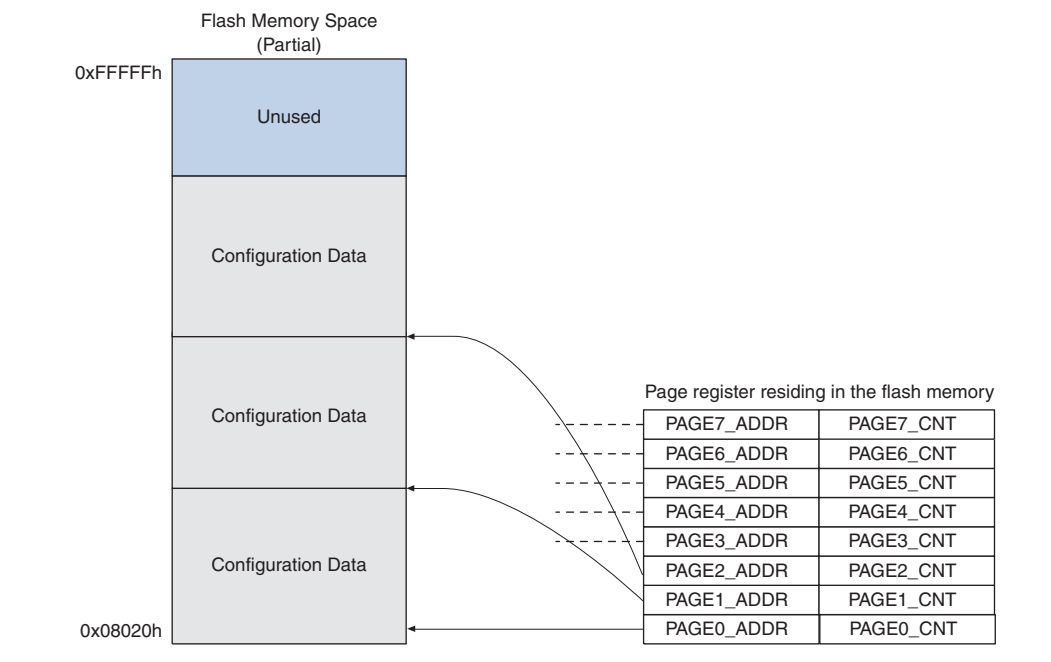 Flash Memory Space
(Partial)
0xFFFFFh
Unused
Configuration Data
Configuration Data
Configuration Data
0x08020h
Page register residing in the flash memory
PAGE7_ADDR PAGE7_CNT
PAGE6_ADDR PAGE6_CNT
PAGE5_ADDR PAGE5_CNT
PAGE4_ADDR PAGE4_CNT
PAGE3_ADDR PAGE3_CNT
PAGE2_ADDR PAGE2_CNT
PAGE1_ADDR PAGE1_CNT
PAGE0_ADDR PAGE0_CNT